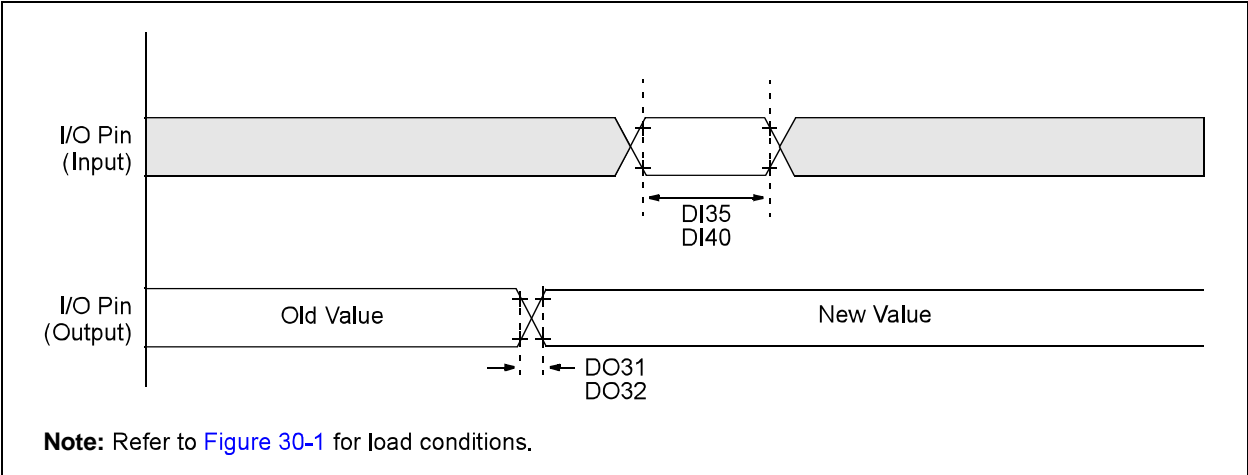 I/O Pin
(Input)
DI35
DI40
I/O Pin
(Output)
Old Value
New Value
DO31
DO32
Note: Refer to Figure 30-1 for load conditions.